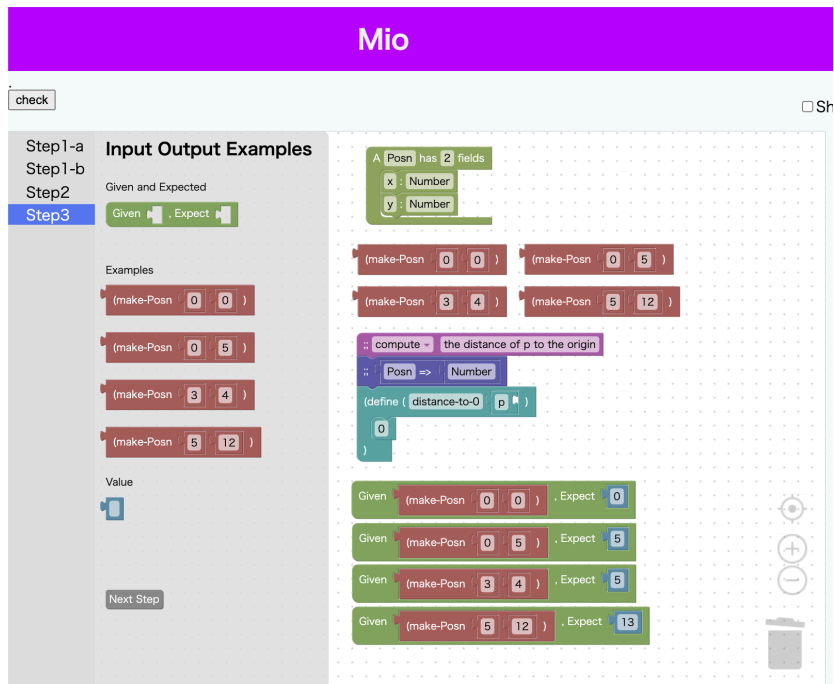 Mio
.
check
Sh
Step1-a
Step1-b
Step2
Step3
Input Output Examples
Given and Expected
Given , Expect
Examples
(make-Posn 0 0 )
(make-Posn 0 5 )
(make-Posn 3 4 )
(make-Posn 5 12 )
Value
Next Step
A Posn has 2 fields
x : Number
y : Number
(make-Posn 0 0 ) (make-Posn 0 5 )
(make-Posn 3 4 ) (make-Posn 5 12 )
;; compute the distance of p to the origin
;; Posn => Number
(define ( distance-to-0 p )
0
)
Given (make-Posn 0 0 ) , Expect 0
Given (make-Posn 0 5 ) , Expect 5
Given (make-Posn 3 4 ) , Expect 5
Given (make-Posn 5 12 ) , Expect 13